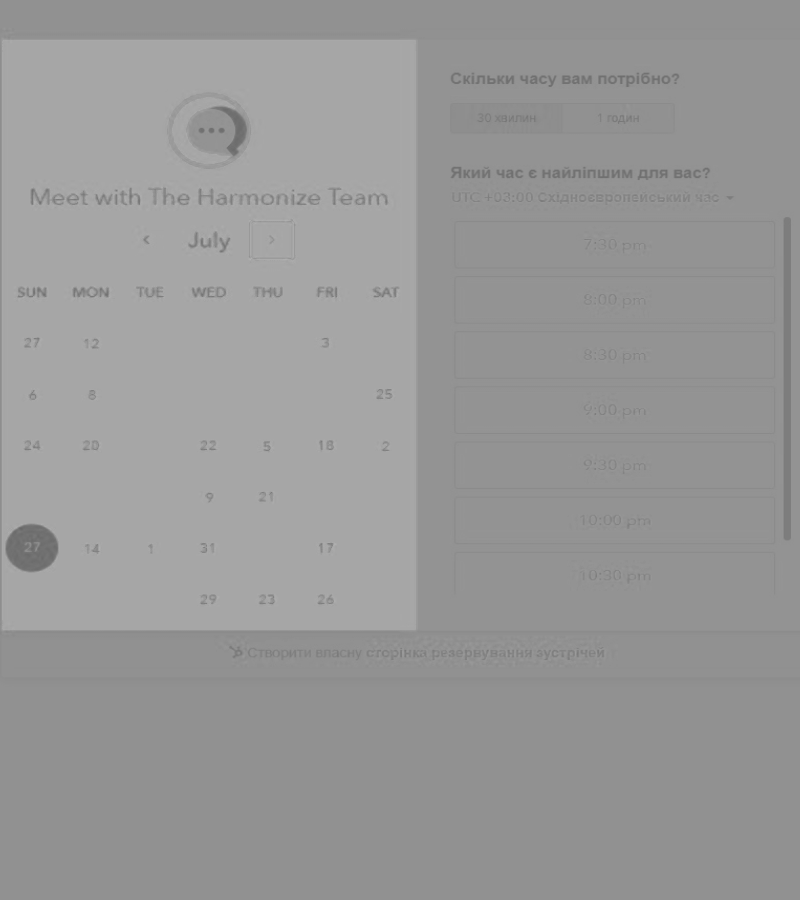 Meet with The Harmonize Team
July
SUN MON TUE WED THU FRI SAT
27 12 3
6 8 25
24 20 22 5 18 2
9 21
27 14 1 31 17
29 23 26
Скільки часу вам потрібно?
30 хвилин 1 годин
Який час є найліпшим для вас?
UTC +03:00 Східноєвропейський час
7:30 pm
8:00 pm
8:30 pm
9:00 pm
9:30 pm
10:00 pm
10:30 pm
Створити власну сторінка резервування зустрічей